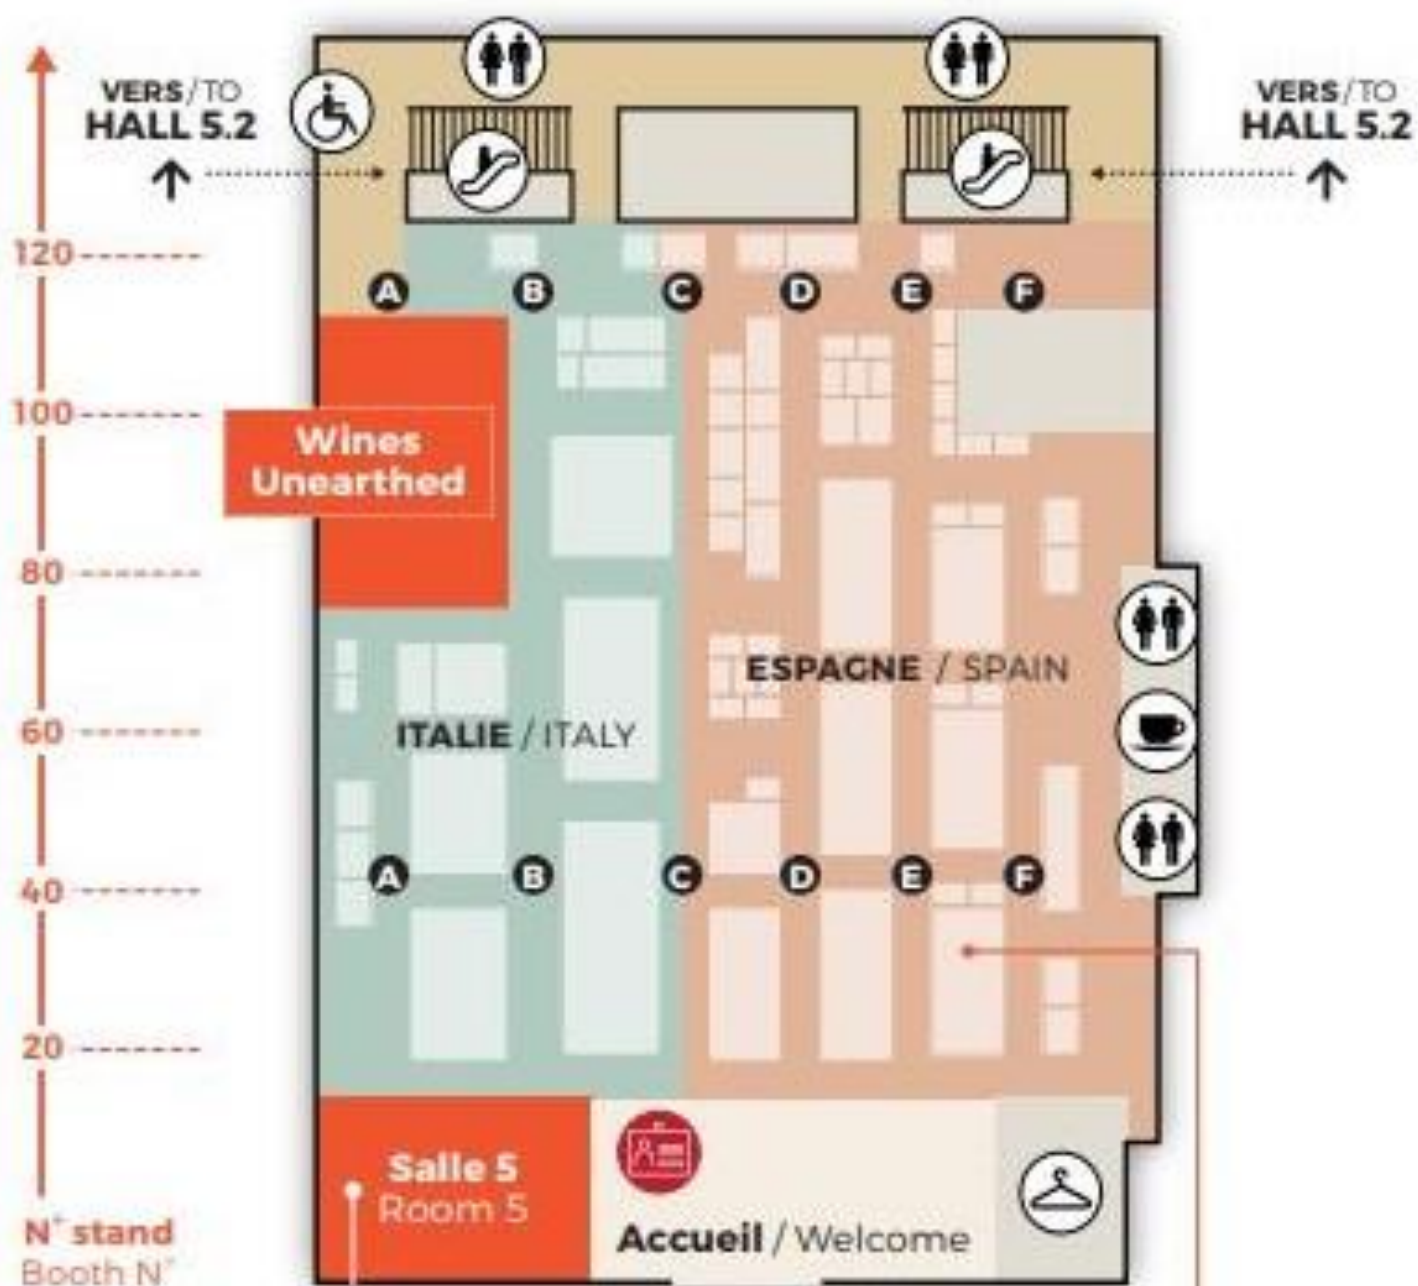 VERS / TO
HALL 5.2
VERS / TO
HALL 5.2
120
A B C D E F
100
Wines
Unearthed
80
ESPAGNE / SPAIN
60
ITALIE / ITALY
A B C D E F
40
20
Salle 5
Room 5
Accueil / Welcome
N° stand
Booth N°